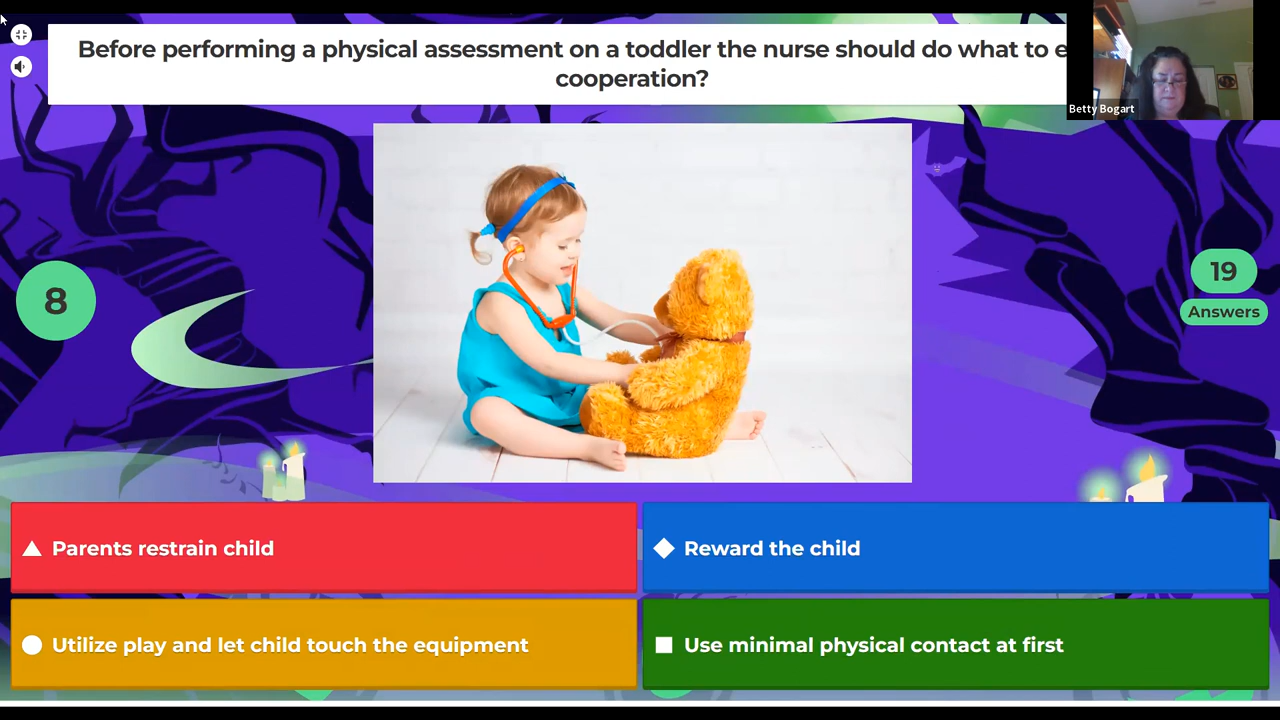 Before performing a physical assessment on a toddler the nurse should do what to
cooperation?
Betty Bogart
8
19
Answers
Parents restrain child
Reward the child
Utilize play and let child touch the equipment
Use minimal physical contact at first